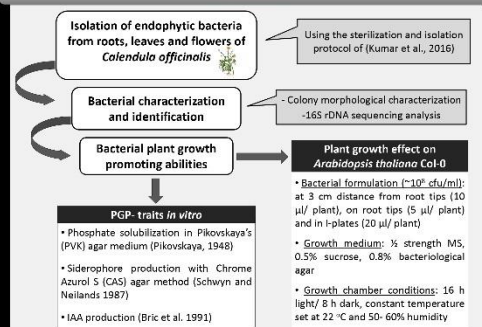 Isolation of endophytic bacteria
from roots, leaves and flowers of
Calendula officinalis
Using the sterilization and isolation
protocol of (Kumar et al., 2016)
Bacterial characterization
and identification
- Colony morphological characterization
-16S rDNA sequencing analysis
Bacterial plant growth
promoting abilities
Plant growth effect on
Arabidopsis thaliana Col-0
• Bacterial formulation (~10⁸ cfu/ml):
at 3 cm distance from root tips (10
µl/ plant), on root tips (5 µl/ plant)
and in I-plates (20 µl/ plant)
• Growth medium: ½ strength MS,
0.5% sucrose, 0.8% bacteriological
agar
• Growth chamber conditions: 16 h
light/ 8 h dark, constant temperature
set at 22 °C and 50- 60% humidity
PGP- traits in vitro
• Phosphate solubilization in Pikovskaya's
(PVK) agar medium (Pikovskaya, 1948)
• Siderophore production with Chrome
Azurol S (CAS) agar method (Schwyn and
Neilands 1987)
• IAA production (Bric et al. 1991)